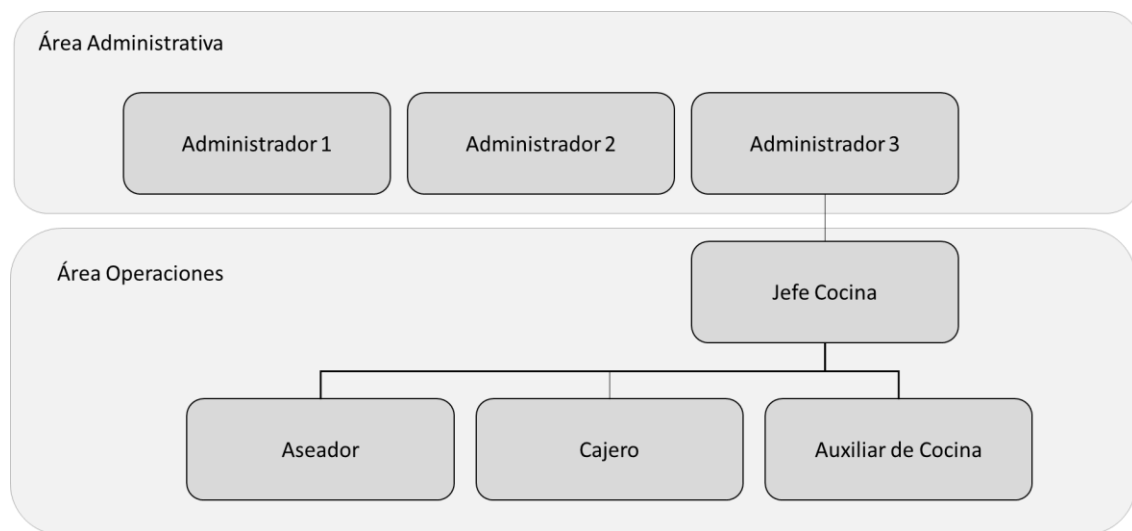 Área Administrativa
Administrador 1
Administrador 2
Administrador 3
Área Operaciones
Jefe Cocina
Aseador
Cajero
Auxiliar de Cocina